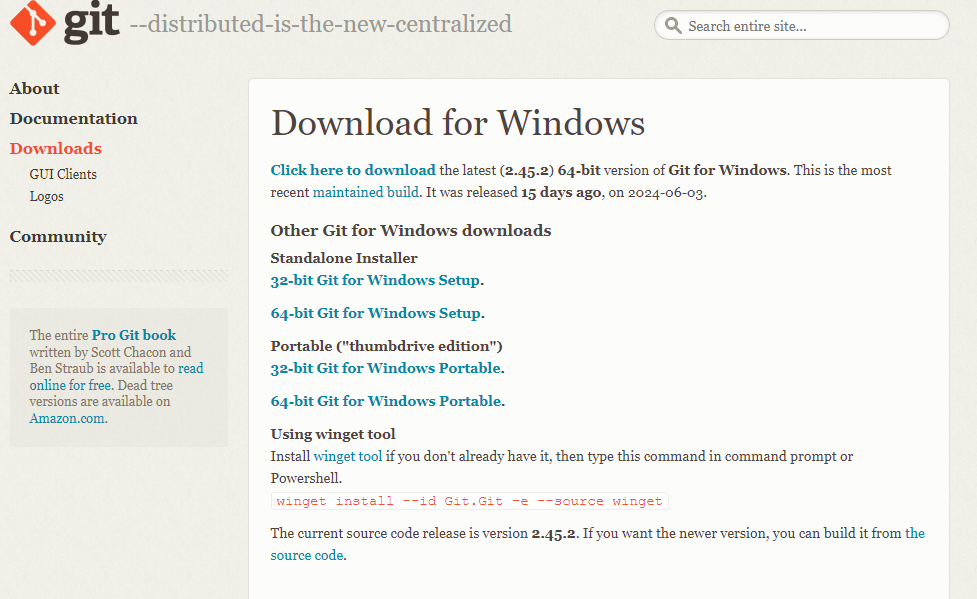 git --distributed-is-the-new-centralized
Search entire site...
About
Documentation
Downloads
GUI Clients
Logos
Community
The entire Pro Git book
written by Scott Chacon and
Ben Straub is available to read
online for free. Dead tree
versions are available on
Amazon.com.
Download for Windows
Click here to download the latest (2.45.2) 64-bit version of Git for Windows. This is the most
recent maintained build. It was released 15 days ago, on 2024-06-03.
Other Git for Windows downloads
Standalone Installer
32-bit Git for Windows Setup.
64-bit Git for Windows Setup.
Portable ("thumbdrive edition")
32-bit Git for Windows Portable.
64-bit Git for Windows Portable.
Using winget tool
Install winget tool if you don't already have it, then type this command in command prompt or
Powershell.
winget install --id Git.Git -e --source winget
The current source code release is version 2.45.2. If you want the newer version, you can build it from the
source code.